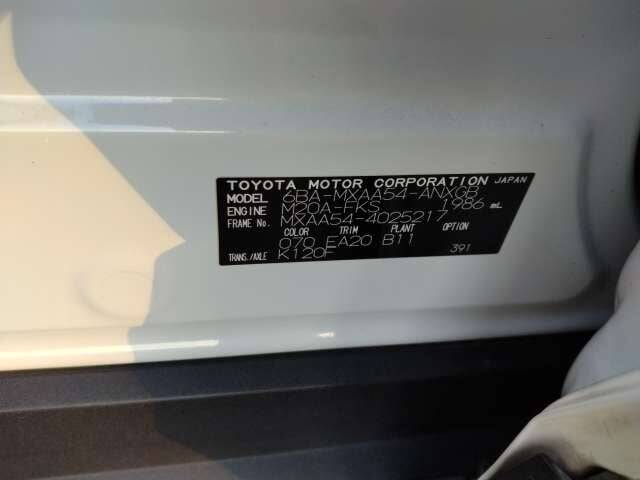 TOYOTA MOTOR CORPORATION JAPAN
MODEL 6BA-MXAA54-ANXGB
ENGINE M20A-FKS 1986 mL
FRAME No. MXAA54-4025217
COLOR TRIM PLANT OPTION
070 EA20 B11
TRANS./AXLE K120F 391